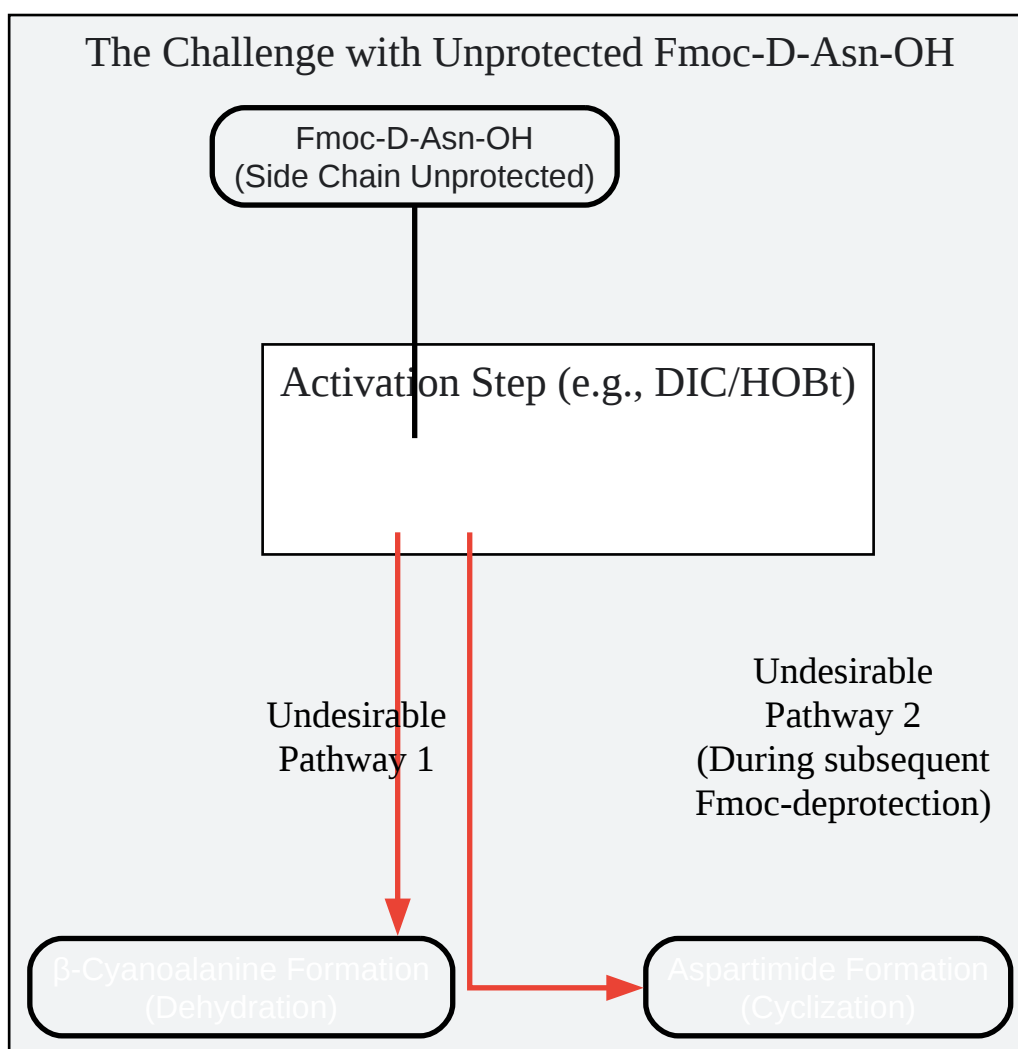 The Challenge with Unprotected Fmoc-D-Asn-OH
Fmoc-D-Asn-OH
(Side Chain Unprotected)
Activation Step (e.g., DIC/HOBt)
Undesirable
Pathway 1
Undesirable
Pathway 2
(During subsequent
Fmoc-deprotection)
β-Cyanoalanine Formation
(Dehydration)
Aspartimide Formation
(Cyclization)